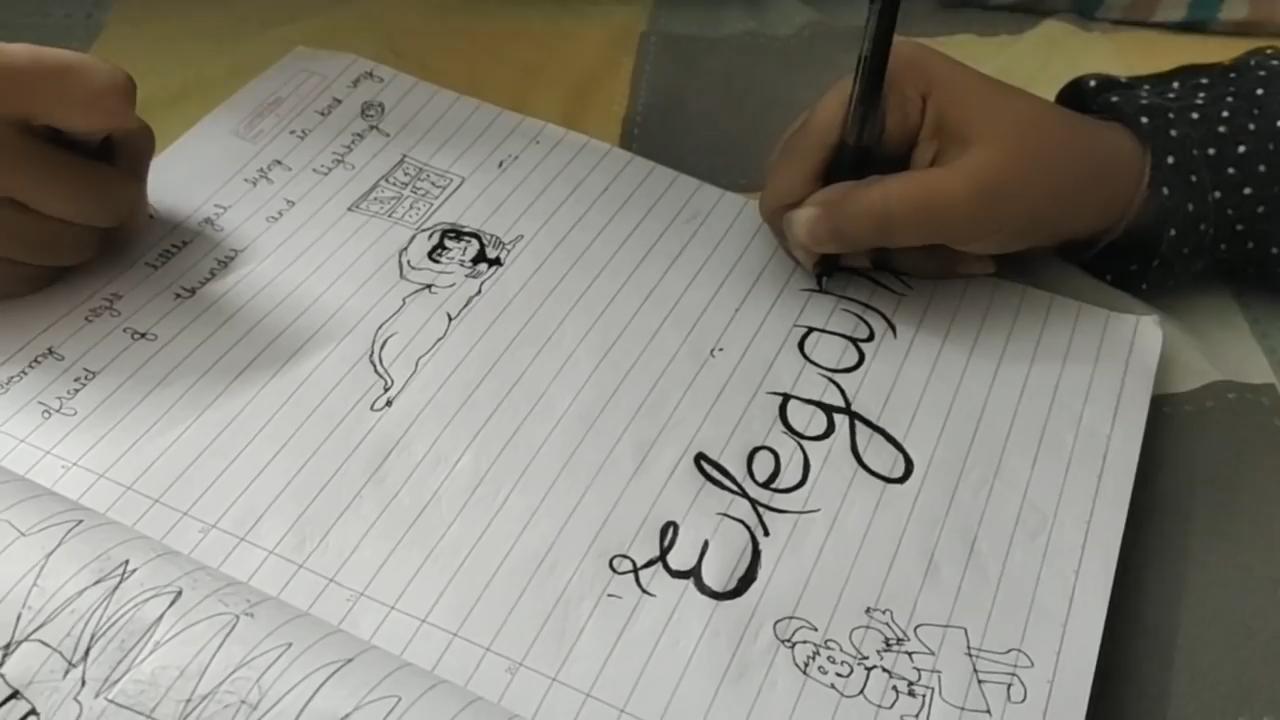 stormy night little girl lying in bed very
afraid of thunder and lightning
Elegan